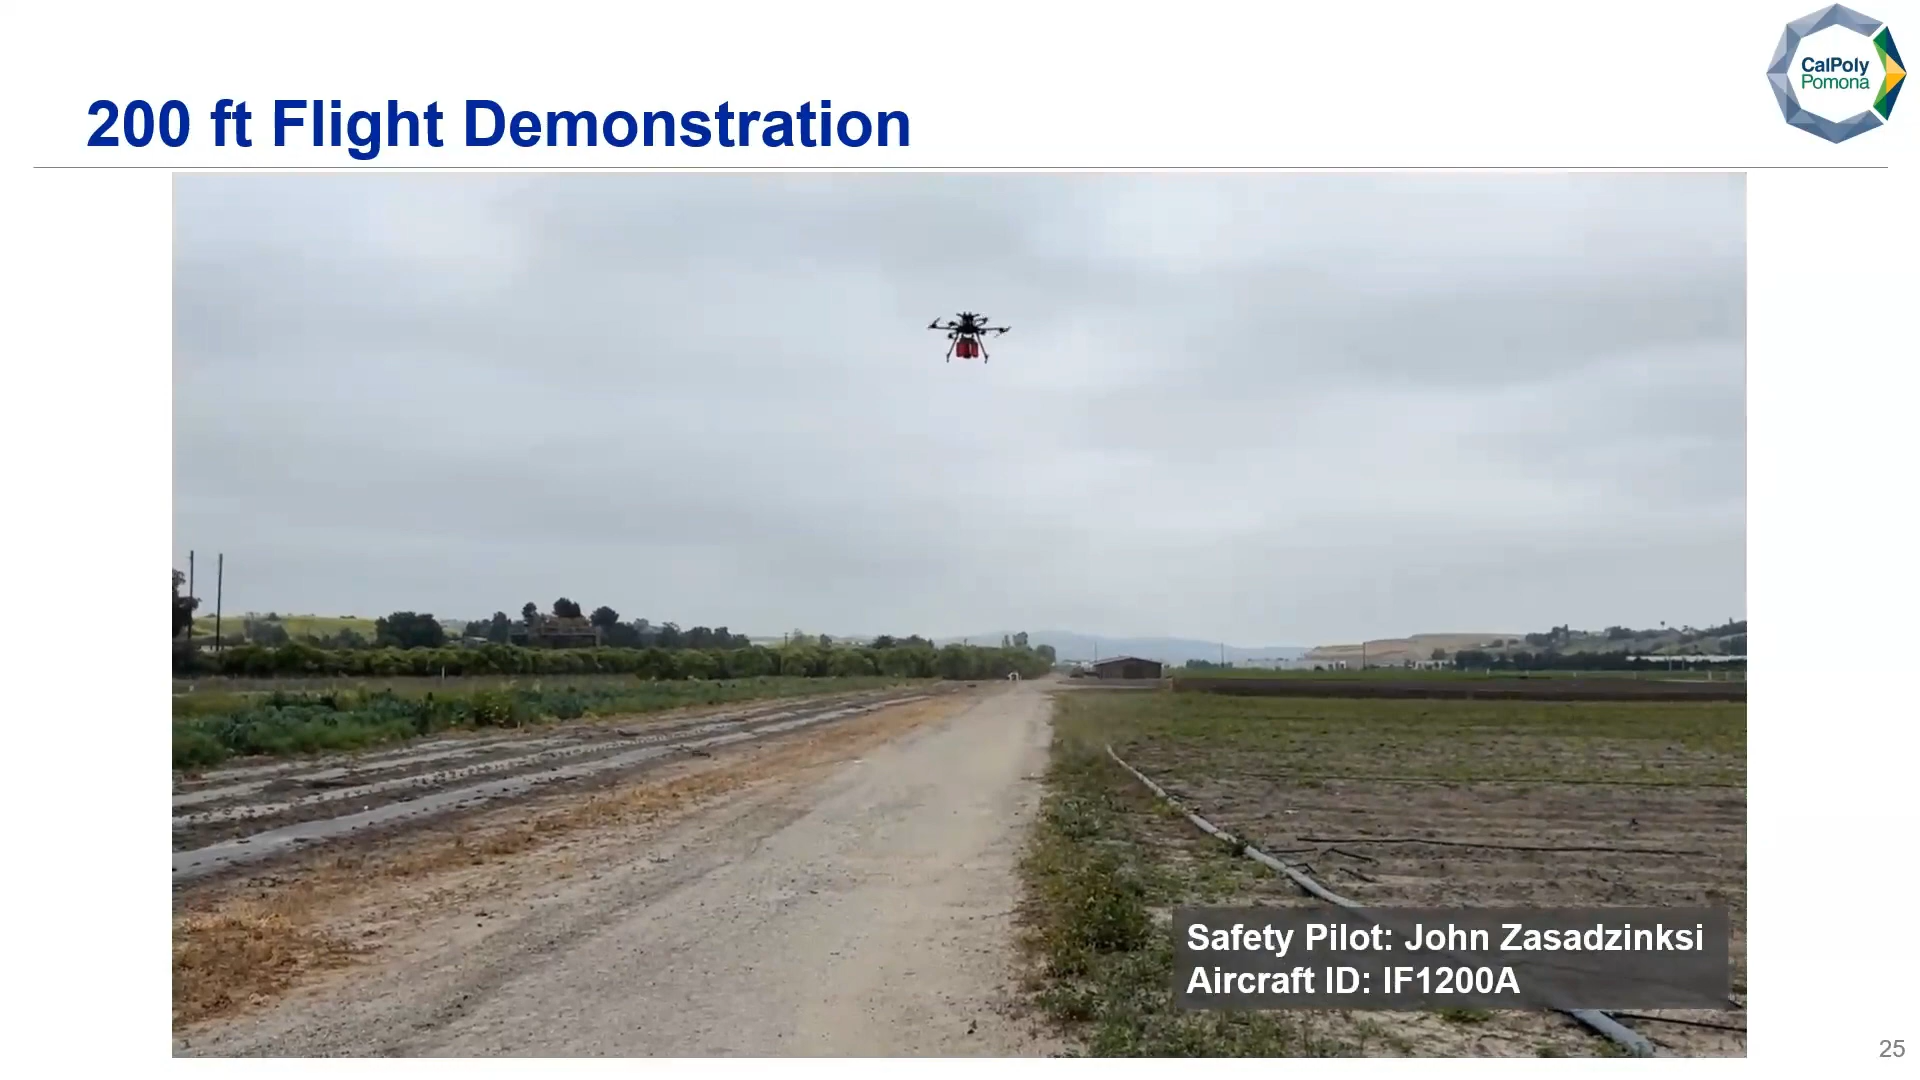 CalPoly
Pomona
200 ft Flight Demonstration
Safety Pilot: John Zasadzinksi
Aircraft ID: IF1200A
25